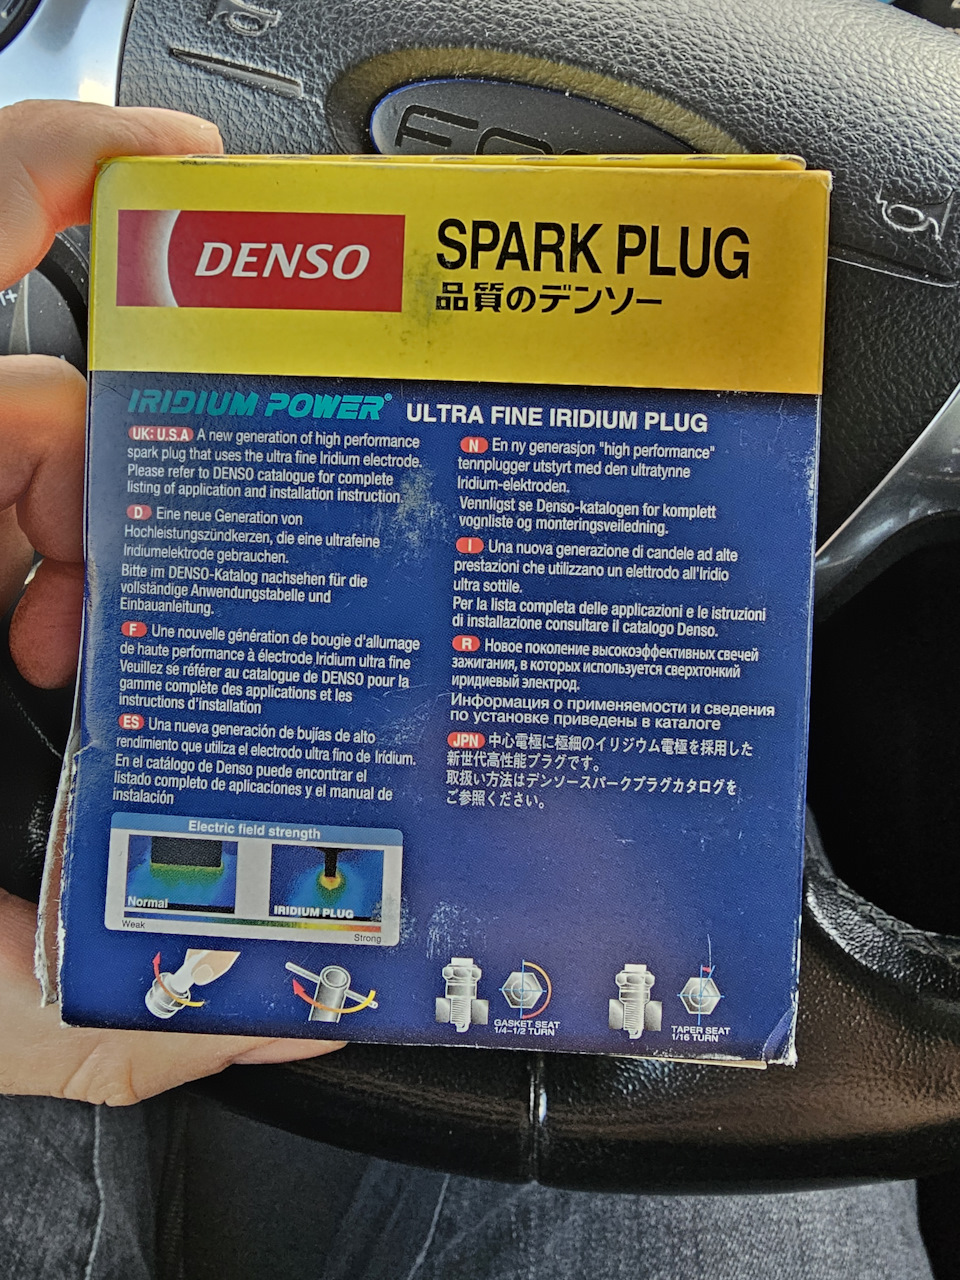 DENSO
SPARK PLUG
品質のデンソー
IRIDIUM POWER® ULTRA FINE IRIDIUM PLUG
UK: U.S.A A new generation of high performance
spark plug that uses the ultra fine Iridium electrode.
Please refer to DENSO catalogue for complete
listing of application and installation instruction.
D Eine neue Generation von
Hochleistungszündkerzen, die eine ultrafeine
Iridiumelektrode gebrauchen.
Bitte im DENSO-Katalog nachsehen für die
vollständige Anwendungstabelle und
Einbauanleitung.
F Une nouvelle génération de bougie d'allumage
de haute performance à électrode Iridium ultra fine
Veuillez se référer au catalogue de DENSO pour la
gamme complète des applications et les
instructions d'installation
ES Una nueva generación de bujías de alto
rendimiento que utiliza el electrodo ultra fino de Iridium.
En el catálogo de Denso puede encontrar el
listado completo de aplicaciones y el manual de
instalación
N En ny generasjon "high performance"
tennplugger utstyrt med den ultratynne
Iridium-elektroden.
Vennligst se Denso-katalogen for komplett
vognliste og monteringsveiledning.
I Una nuova generazione di candele ad alte
prestazioni che utilizzano un elettrodo all'Iridio
ultra sottile.
Per la lista completa delle applicazioni e le istruzioni
di installazione consultare il catalogo Denso.
R Новое поколение высокоэффективных свечей
зажигания, в которых используется сверхтонкий
иридиевый электрод.
Информация о применяемости и сведения
по установке приведены в каталоге
JPN 中心電極に極細のイリジウム電極を採用した
新世代高性能プラグです。
取扱い方法はデンソースパークプラグカタログを
ご参照ください。
Electric field strength
Normal
IRIDIUM PLUG
Weak
Strong
GASKET SEAT
1/4–1/2 TURN
TAPER SEAT
1/16 TURN